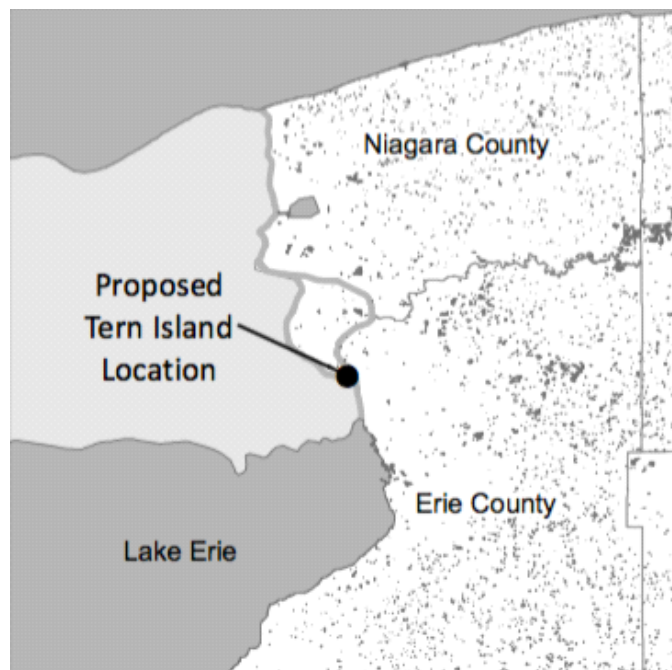 Niagara County
Proposed
Tern Island
Location
Erie County
Lake Erie